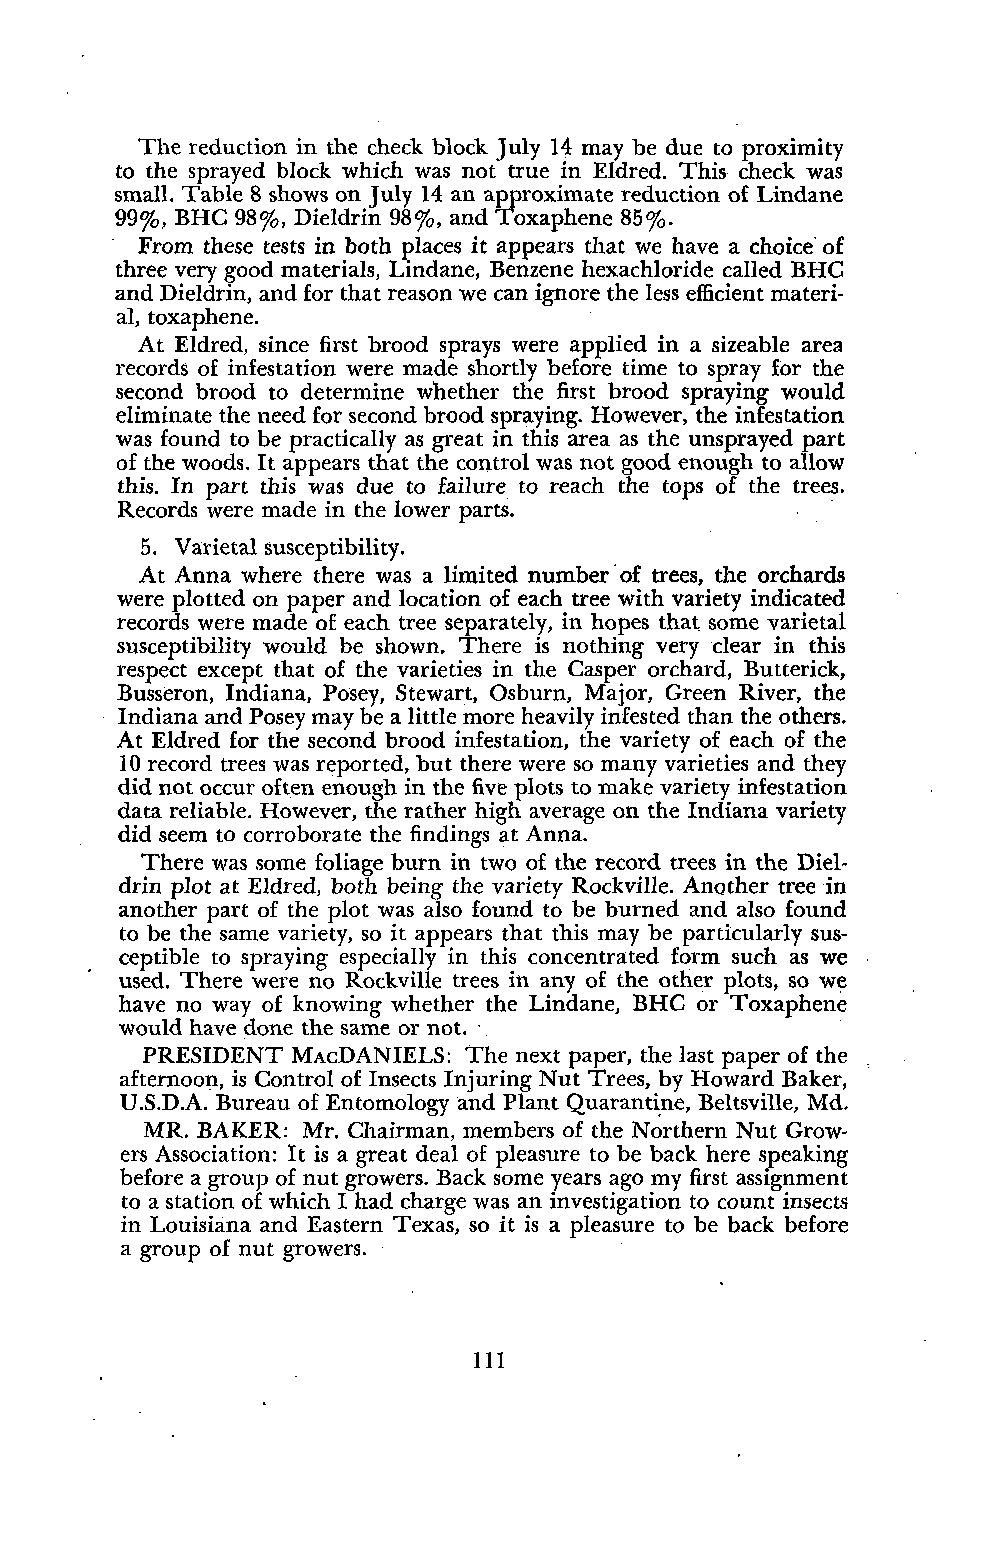 The reduction in the check block July 14 may be due to proximity
to the sprayed block which was not true in Eldred. This check was
small. Table 8 shows on July 14 an approximate reduction of Lindane
99%, BHC 98%, Dieldrin 98%, and Toxaphene 85%.
From these tests in both places it appears that we have a choice of
three very good materials, Lindane, Benzene hexachloride called BHC
and Dieldrin, and for that reason we can ignore the less efficient materi-
al, toxaphene.
At Eldred, since first brood sprays were applied in a sizeable area
records of infestation were made shortly before time to spray for the
second brood to determine whether the first brood spraying would
eliminate the need for second brood spraying. However, the infestation
was found to be practically as great in this area as the unsprayed part
of the woods. It appears that the control was not good enough to allow
this. In part this was due to failure to reach the tops of the trees.
Records were made in the lower parts.
5. Varietal susceptibility.
At Anna where there was a limited number of trees, the orchards
were plotted on paper and location of each tree with variety indicated
records were made of each tree separately, in hopes that some varietal
susceptibility would be shown. There is nothing very clear in this
respect except that of the varieties in the Casper orchard, Butterick,
Busseron, Indiana, Posey, Stewart, Osburn, Major, Green River, the
Indiana and Posey may be a little more heavily infested than the others.
At Eldred for the second brood infestation, the variety of each of the
10 record trees was reported, but there were so many varieties and they
did not occur often enough in the five plots to make variety infestation
data reliable. However, the rather high average on the Indiana variety
did seem to corroborate the findings at Anna.
There was some foliage burn in two of the record trees in the Diel-
drin plot at Eldred, both being the variety Rockville. Another tree in
another part of the plot was also found to be burned and also found
to be the same variety, so it appears that this may be particularly sus-
ceptible to spraying especially in this concentrated form such as we
used. There were no Rockville trees in any of the other plots, so we
have no way of knowing whether the Lindane, BHC or Toxaphene
would have done the same or not.
PRESIDENT MACDANIELS: The next paper, the last paper of the
afternoon, is Control of Insects Injuring Nut Trees, by Howard Baker,
U.S.D.A. Bureau of Entomology and Plant Quarantine, Beltsville, Md.
MR. BAKER: Mr. Chairman, members of the Northern Nut Grow-
ers Association: It is a great deal of pleasure to be back here speaking
before a group of nut growers. Back some years ago my first assignment
to a station of which I had charge was an investigation to count insects
in Louisiana and Eastern Texas, so it is a pleasure to be back before
a group of nut growers.
111